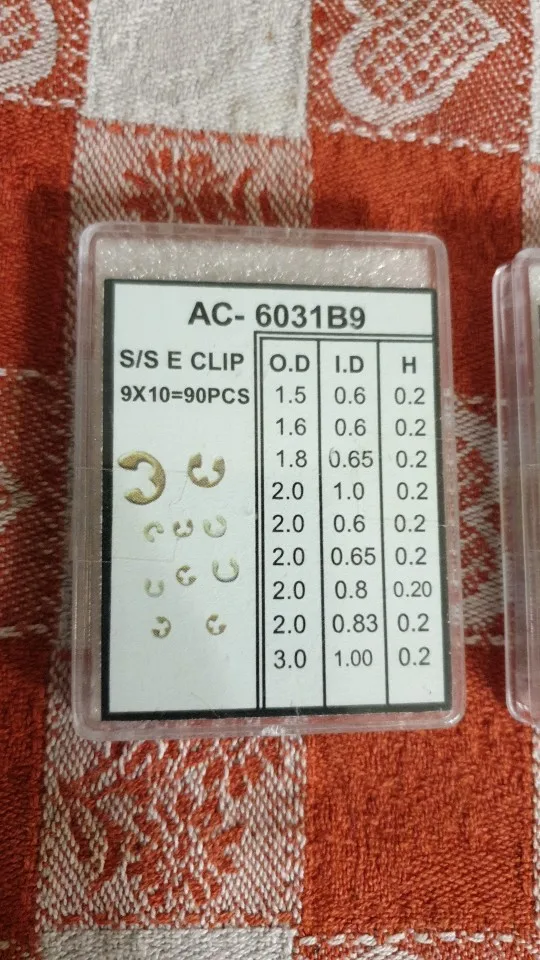 AC- 6031B9
S/S E CLIP
9X10=90PCS
O.D I.D H
1.5 0.6 0.2
1.6 0.6 0.2
1.8 0.65 0.2
2.0 1.0 0.2
2.0 0.6 0.2
2.0 0.65 0.2
2.0 0.8 0.20
2.0 0.83 0.2
3.0 1.00 0.2